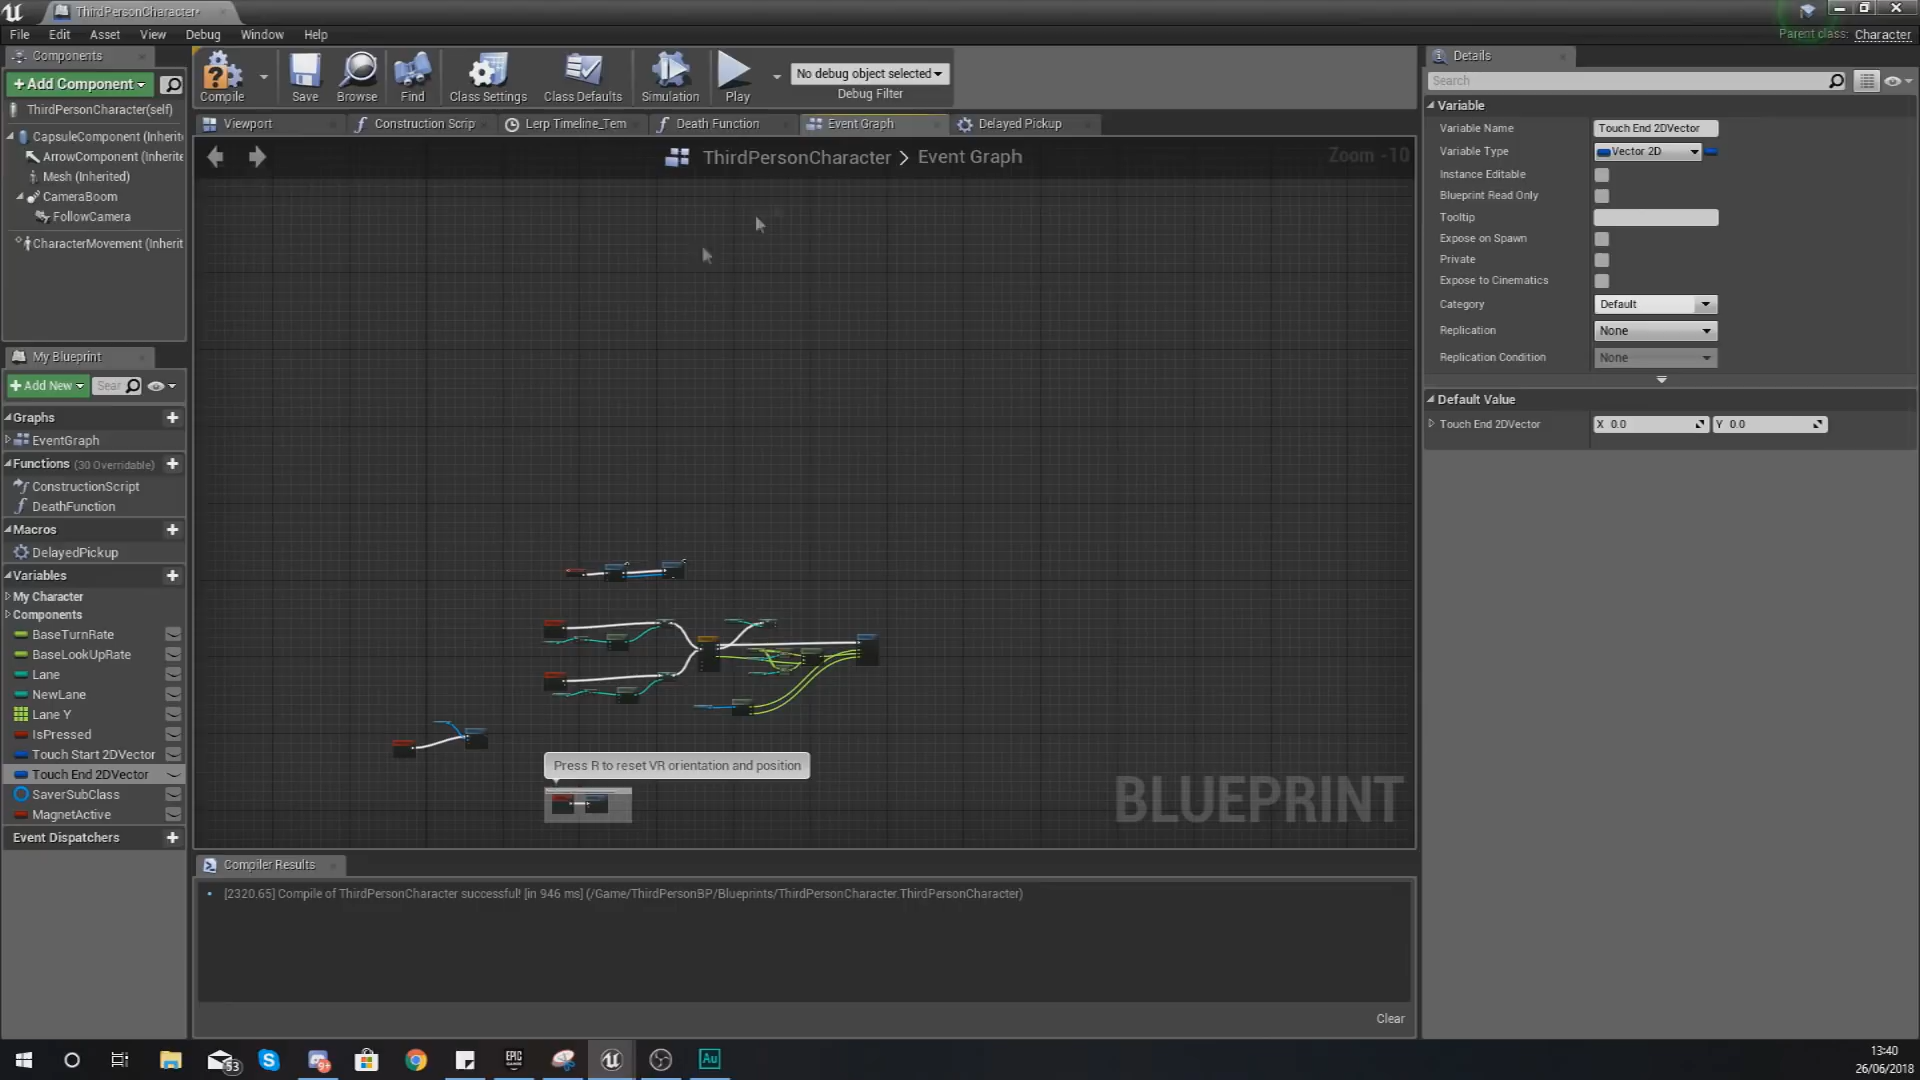 ThirdPersonCharacter*
File Edit Asset View Debug Window Help
Parent class: Character
Components
+Add Component
ThirdPersonCharacter(self)
CapsuleComponent (Inherite
ArrowComponent (Inherite
Mesh (Inherited)
CameraBoom
FollowCamera
CharacterMovement (Inherit
Compile
Save
Browse
Find
Class Settings
Class Defaults
Simulation
Play
No debug object selected
Debug Filter
Viewport
Construction Scrip
Lerp Timeline_Tem
Death Function
Event Graph
Delayed Pickup
ThirdPersonCharacter > Event Graph
Zoom -10
Press R to reset VR orientation and position
BLUEPRINT
My Blueprint
+Add New
Sear
Graphs
EventGraph
Functions (30 Overridable)
ConstructionScript
DeathFunction
Macros
DelayedPickup
Variables
My Character
Components
BaseTurnRate
BaseLookUpRate
Lane
NewLane
Lane Y
IsPressed
Touch Start 2DVector
Touch End 2DVector
SaverSubClass
MagnetActive
Event Dispatchers
Compiler Results
[2320.65] Compile of ThirdPersonCharacter successful! [in 946 ms] (/Game/ThirdPersonBP/Blueprints/ThirdPersonCharacter.ThirdPersonCharacter)
Clear
Details
Search
Variable
Variable Name Touch End 2DVector
Variable Type Vector 2D
Instance Editable
Blueprint Read Only
Tooltip
Expose on Spawn
Private
Expose to Cinematics
Category Default
Replication None
Replication Condition None
Default Value
Touch End 2DVector X 0.0 Y 0.0
53
9+
EPIC
GAMES
Au
13:40
26/06/2018